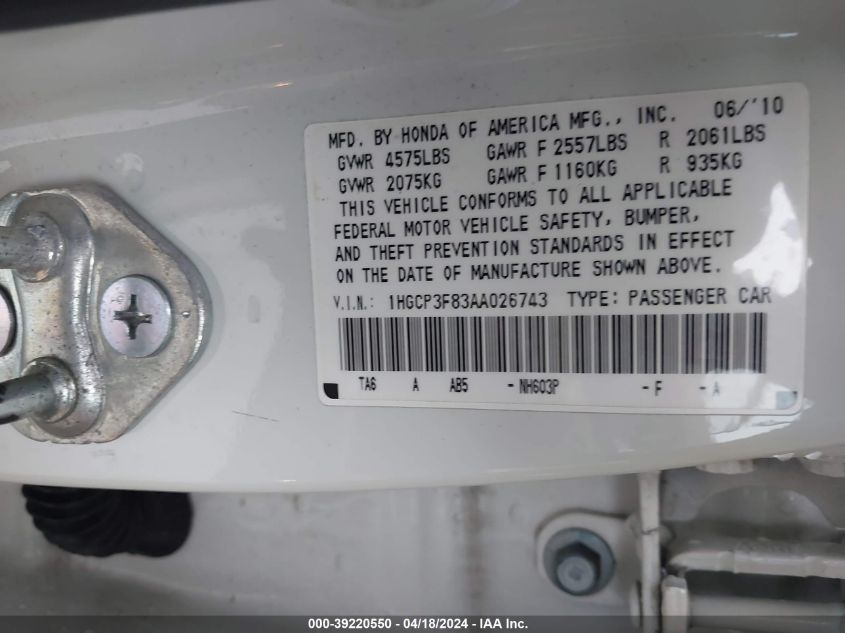 MFD. BY HONDA OF AMERICA MFG., INC. 06/'10
GVWR 4575LBS GAWR F 2557LBS R 2061LBS
GVWR 2075KG GAWR F 1160KG R 935KG
THIS VEHICLE CONFORMS TO ALL APPLICABLE
FEDERAL MOTOR VEHICLE SAFETY, BUMPER,
AND THEFT PREVENTION STANDARDS IN EFFECT
ON THE DATE OF MANUFACTURE SHOWN ABOVE.
V.I.N.: 1HGCP3F83AA026743 TYPE: PASSENGER CAR
TA6 A AB5 -NH603P -F -A
000-39220550 - 04/18/2024 - IAA Inc.